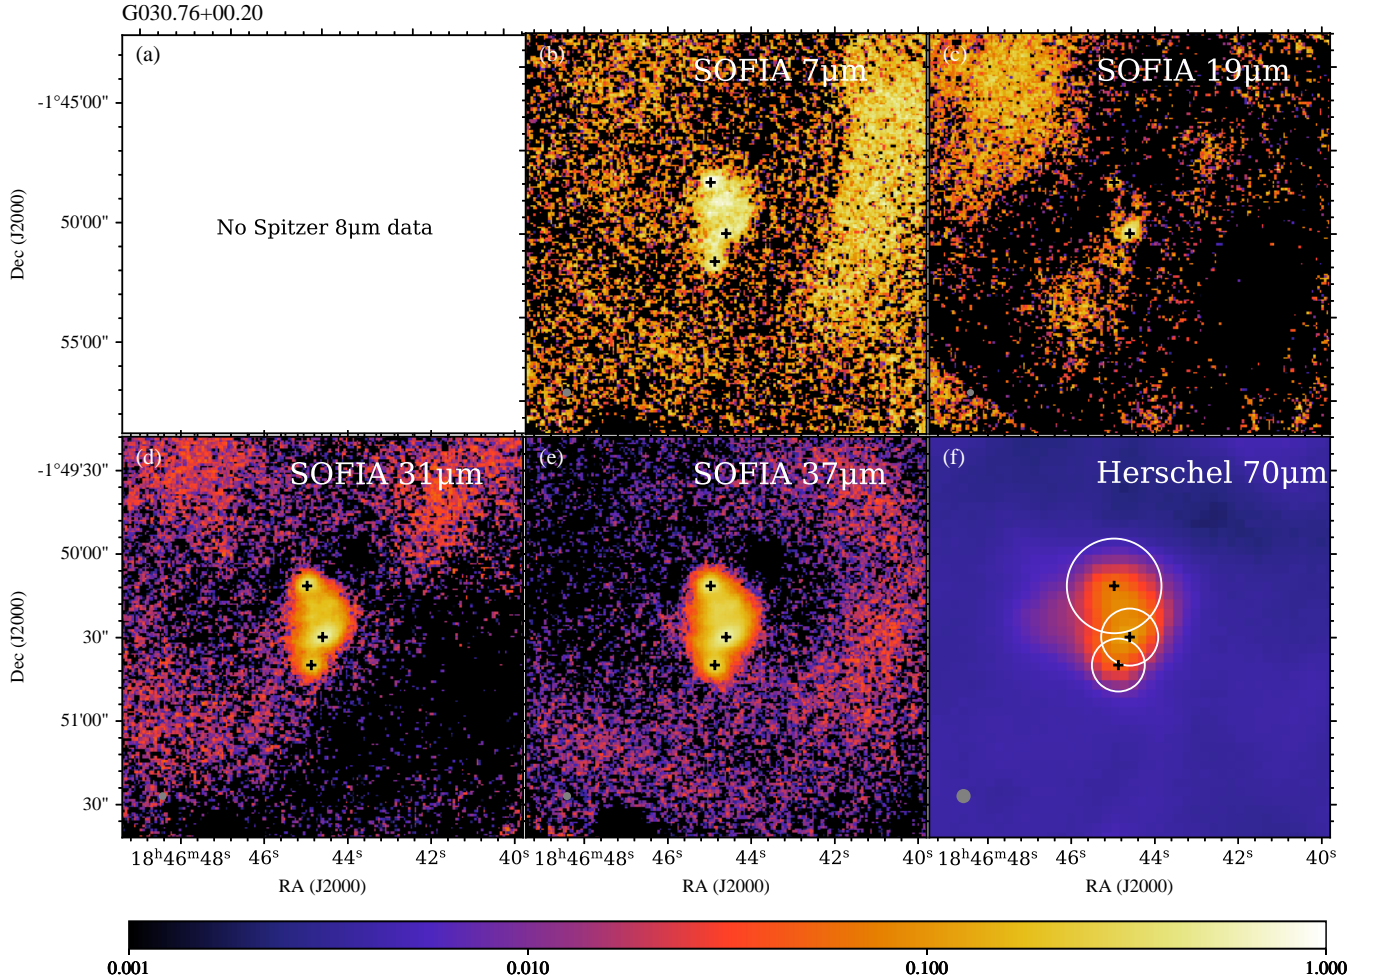 G030.76+00.20
(a)
(b)
SOFIA 7μm
(c)
SOFIA 19μm
-1°45'00"
50'00"
55'00"
Dec (J2000)
No Spitzer 8μm data
(d)
SOFIA 31μm
(e)
SOFIA 37μm
(f)
Herschel 70μm
-1°49'30"
50'00"
30"
51'00"
30"
Dec (J2000)
18ʰ46ᵐ48ˢ 46ˢ 44ˢ 42ˢ 40ˢ 18ʰ46ᵐ48ˢ 46ˢ 44ˢ 42ˢ 40ˢ 18ʰ46ᵐ48ˢ 46ˢ 44ˢ 42ˢ 40ˢ
RA (J2000) RA (J2000) RA (J2000)
0.001 0.010 0.100 1.000